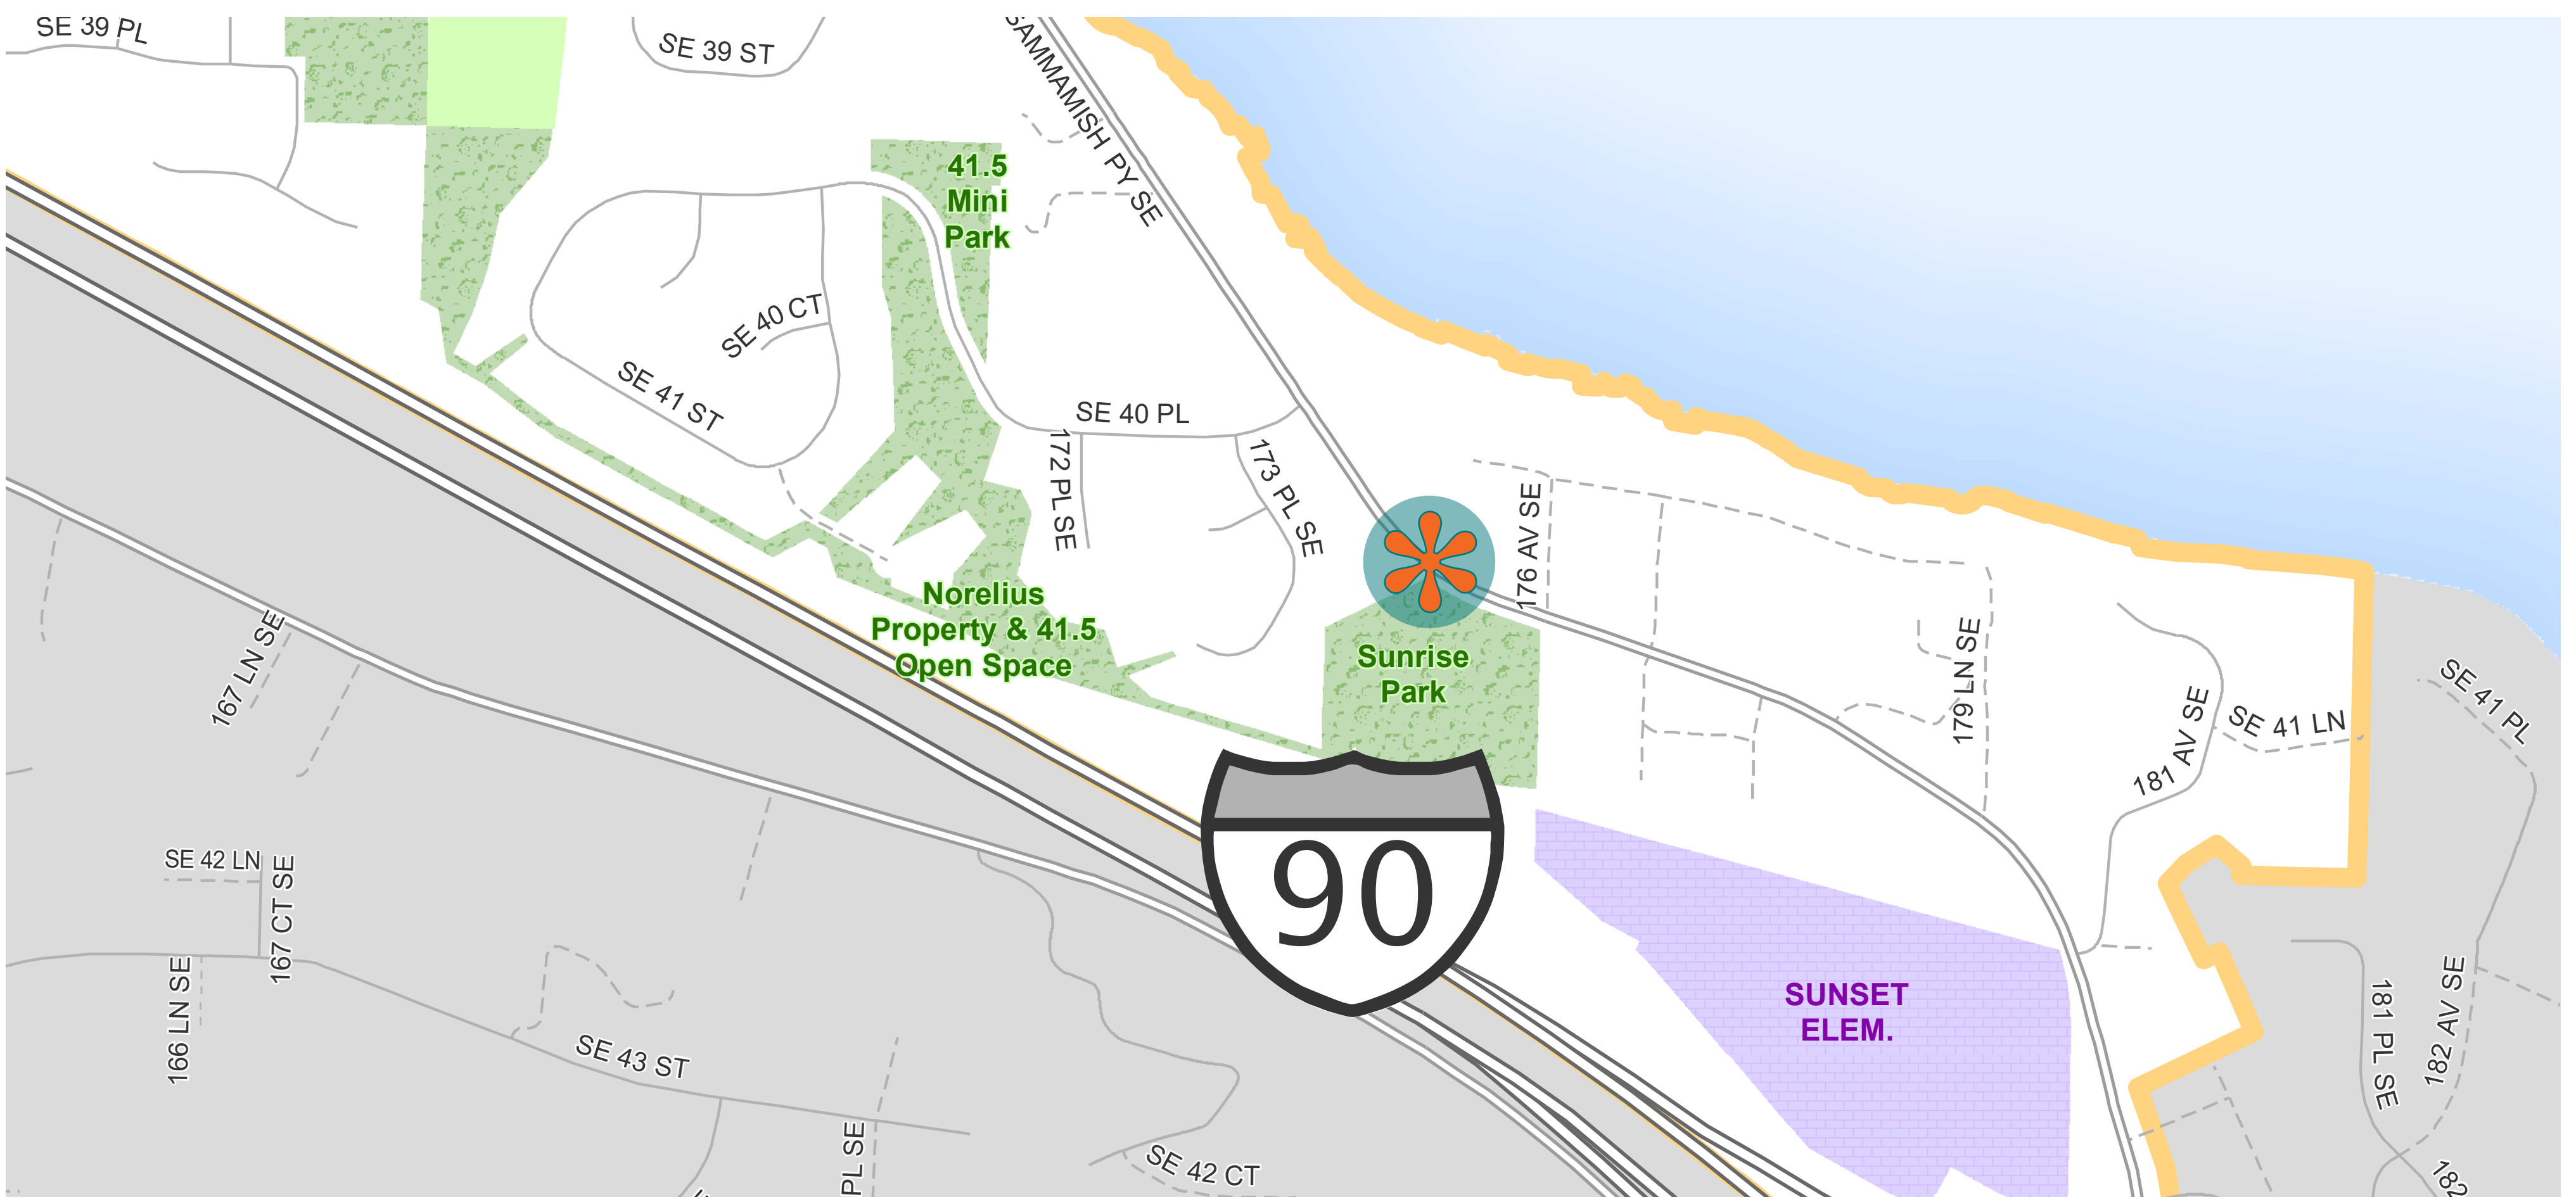 SE 39 PL
SE 39 ST
SAMMAMISH PY SE
41.5
Mini
Park
SE 40 CT
SE 41 ST
SE 40 PL
172 PL SE
173 PL SE
176 AV SE
Norelius
Property & 41.5
Open Space
Sunrise
Park
167 LN SE
179 LN SE
181 AV SE
SE 41 LN
SE 41 PL
90
SE 42 LN
167 CT SE
166 LN SE
SE 43 ST
SUNSET
ELEM.
181 PL SE
182 AV SE
PL SE
SE 42 CT
182